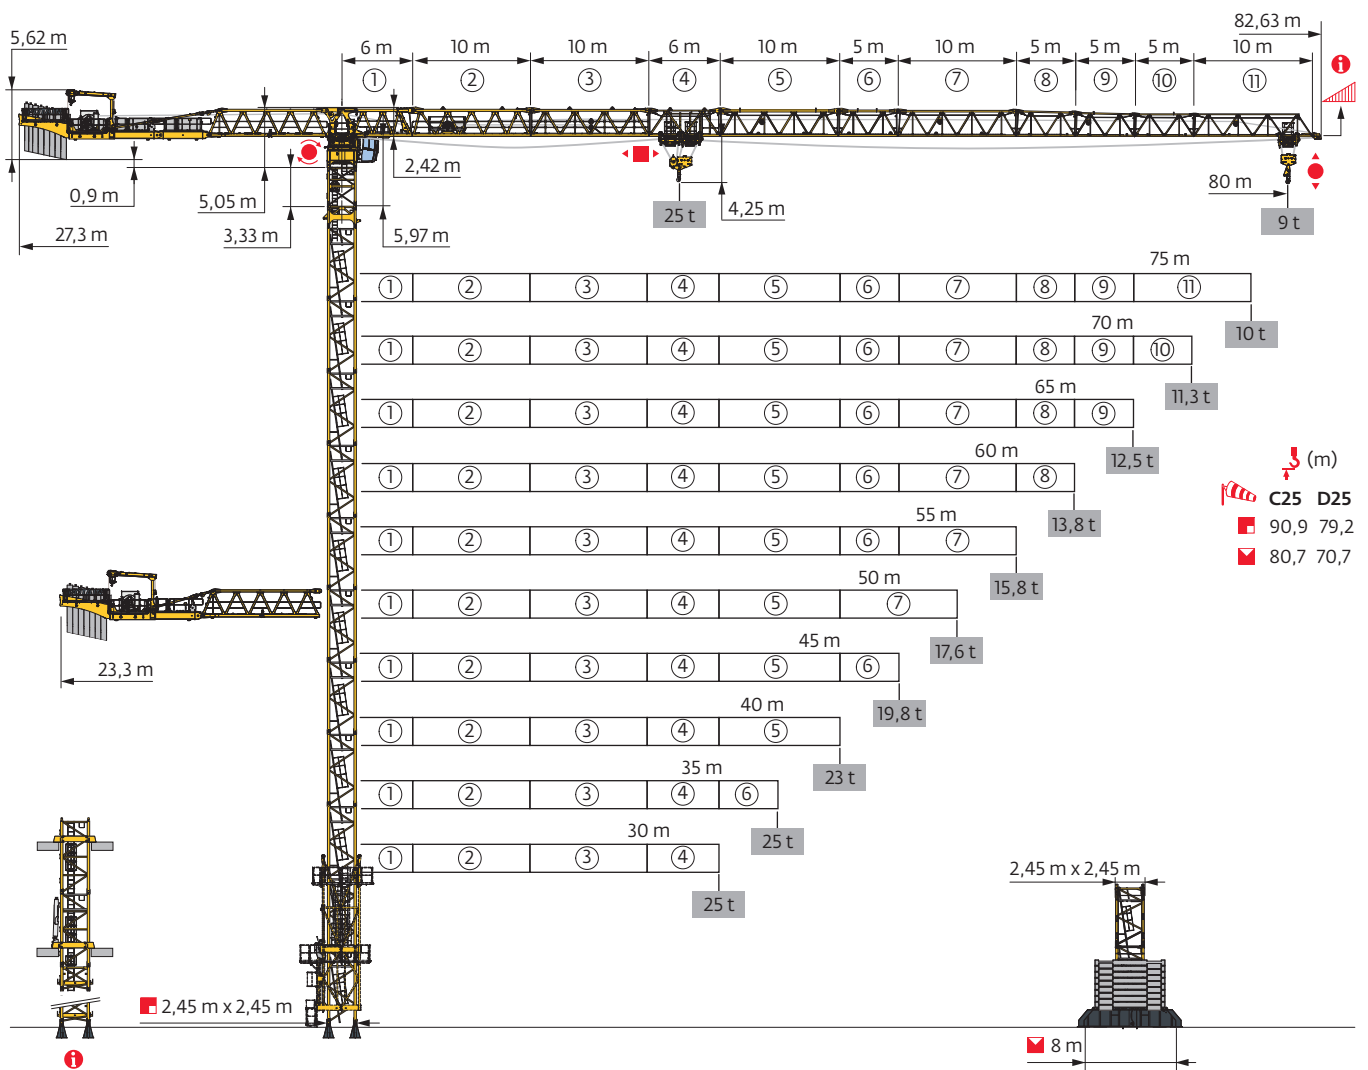 82,63 m
5,62 m
6 m 10 m 10 m 6 m 10 m 5 m 10 m 5 m 5 m 5 m 10 m
1 2 3 4 5 6 7 8 9 10 11
i
2,42 m
0,9 m
5,05 m
80 m
25 t
4,25 m
9 t
27,3 m
3,33 m
5,97 m
75 m
1 2 3 4 5 6 7 8 9 11
10 t
70 m
1 2 3 4 5 6 7 8 9 10
11,3 t
65 m
1 2 3 4 5 6 7 8 9
12,5 t
60 m
1 2 3 4 5 6 7 8
13,8 t
(m)
C25 D25
90,9 79,2
80,7 70,7
55 m
1 2 3 4 5 6 7
15,8 t
50 m
1 2 3 4 5 7
17,6 t
45 m
1 2 3 4 5 6
19,8 t
23,3 m
40 m
1 2 3 4 5
23 t
35 m
1 2 3 4 6
25 t
30 m
1 2 3 4
25 t
2,45 m x 2,45 m
2,45 m x 2,45 m
8 m
i